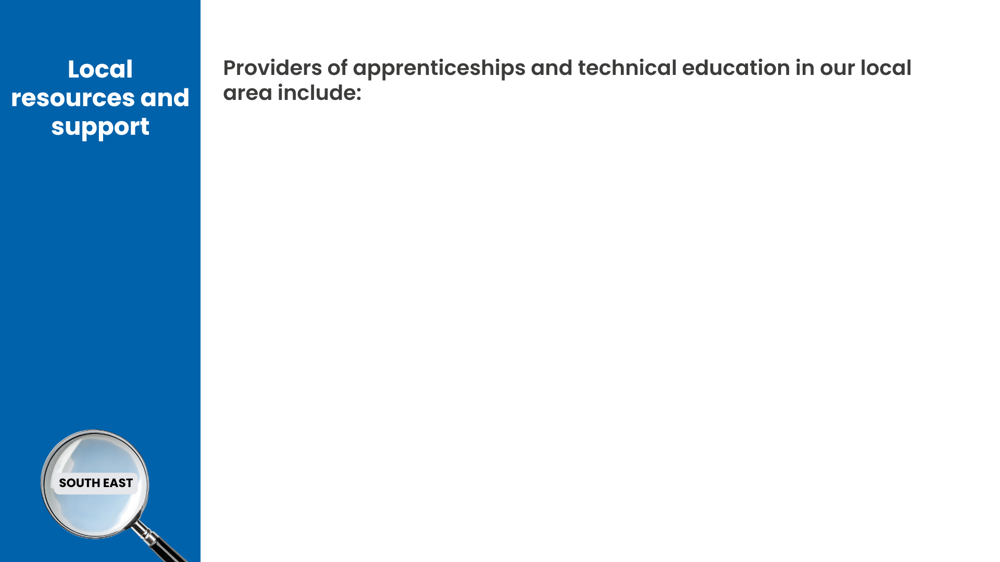 Local
resources and
support
Providers of apprenticeships and technical education in our local
area include:
SOUTH EAST